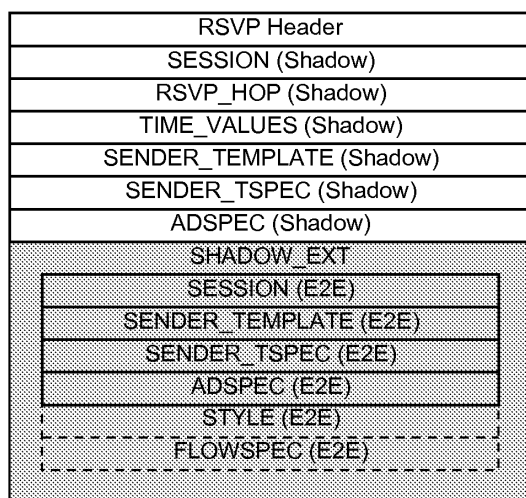 RSVP Header
SESSION (Shadow)
RSVP_HOP (Shadow)
TIME_VALUES (Shadow)
SENDER_TEMPLATE (Shadow)
SENDER_TSPEC (Shadow)
ADSPEC (Shadow)
SHADOW_EXT
SESSION (E2E)
SENDER_TEMPLATE (E2E)
SENDER_TSPEC (E2E)
ADSPEC (E2E)
STYLE (E2E)
FLOWSPEC (E2E)